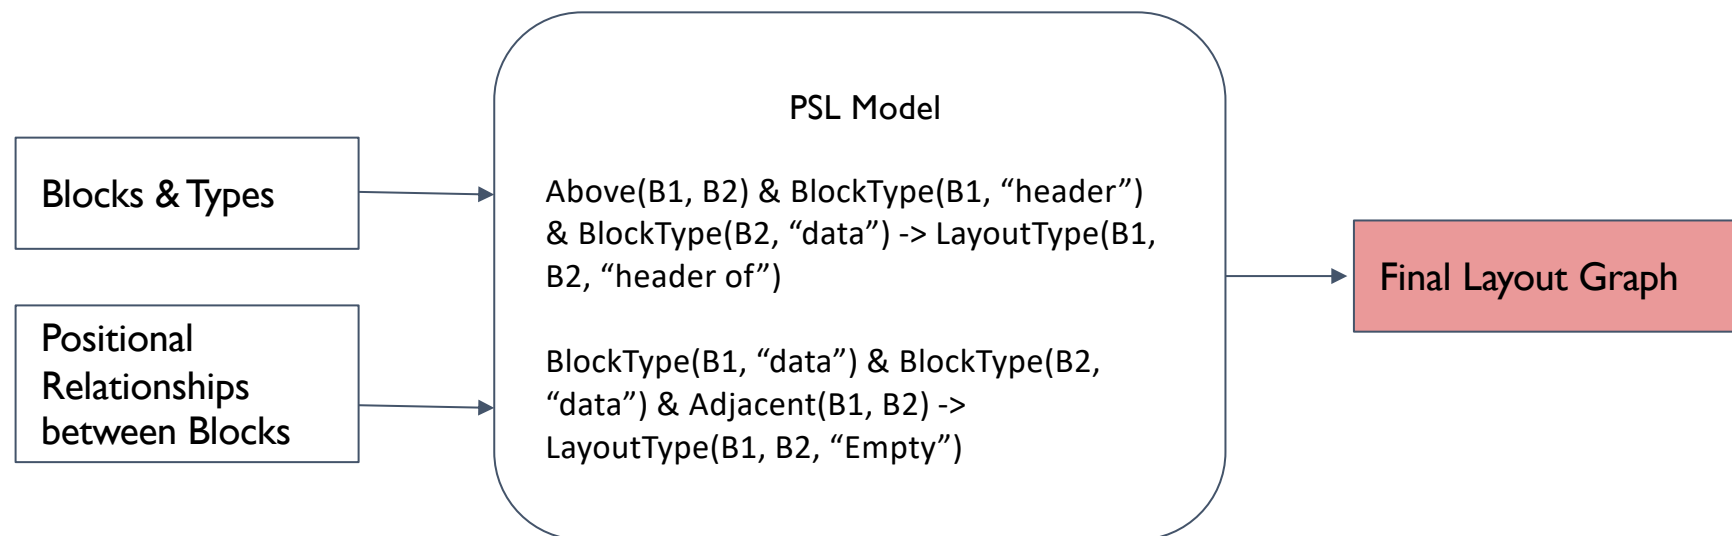 Blocks & Types
Positional
Relationships
between Blocks
PSL Model
Above(B1, B2) & BlockType(B1, “header”)
& BlockType(B2, “data”) -> LayoutType(B1,
B2, “header of”)
BlockType(B1, “data”) & BlockType(B2,
“data”) & Adjacent(B1, B2) ->
LayoutType(B1, B2, “Empty”)
Final Layout Graph